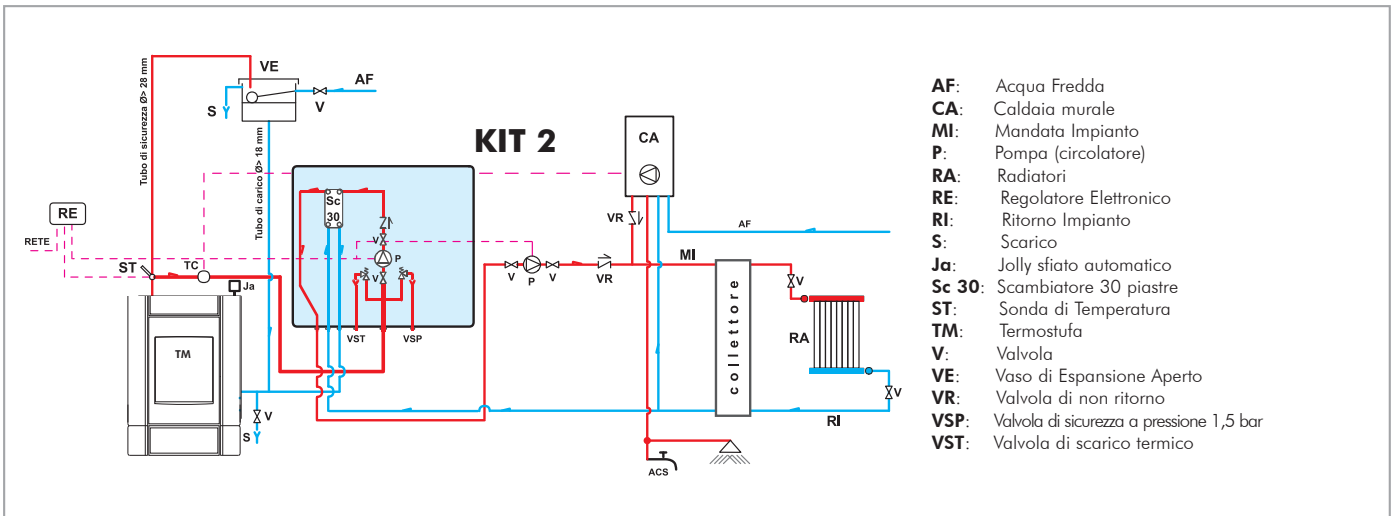 VE
AF
S
V
Tubo di sicurezza Ø> 28 mm
Tubo di carico Ø> 18 mm
KIT 2
CA
Sc
30
V
P
V
VST
VSP
RE
RETE
ST
TC
Ja
TM
V
S
V
P
V
VR
VR
AF
MI
collettore
V
RA
V
RI
ACS
AF: Acqua Fredda
CA: Caldaia murale
MI: Mandata Impianto
P: Pompa (circolatore)
RA: Radiatori
RE: Regolatore Elettronico
RI: Ritorno Impianto
S: Scarico
Ja: Jolly sfiato automatico
Sc 30: Scambiatore 30 piastre
ST: Sonda di Temperatura
TM: Termostufa
V: Valvola
VE: Vaso di Espansione Aperto
VR: Valvola di non ritorno
VSP: Valvola di sicurezza a pressione 1,5 bar
VST: Valvola di scarico termico